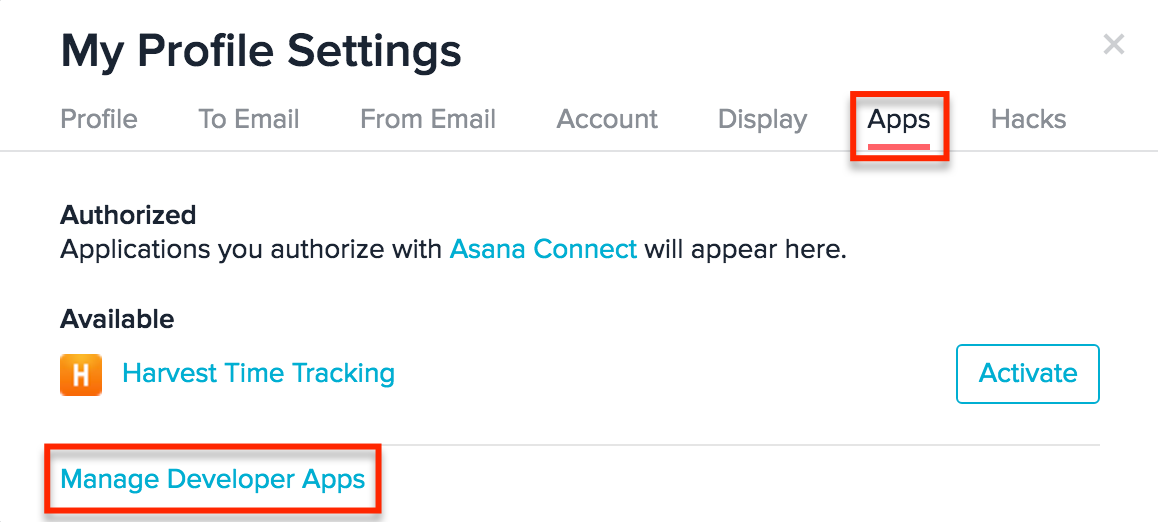 My Profile Settings
×
Profile To Email From Email Account Display Apps Hacks
Authorized
Applications you authorize with Asana Connect will appear here.
Available
H Harvest Time Tracking Activate
Manage Developer Apps